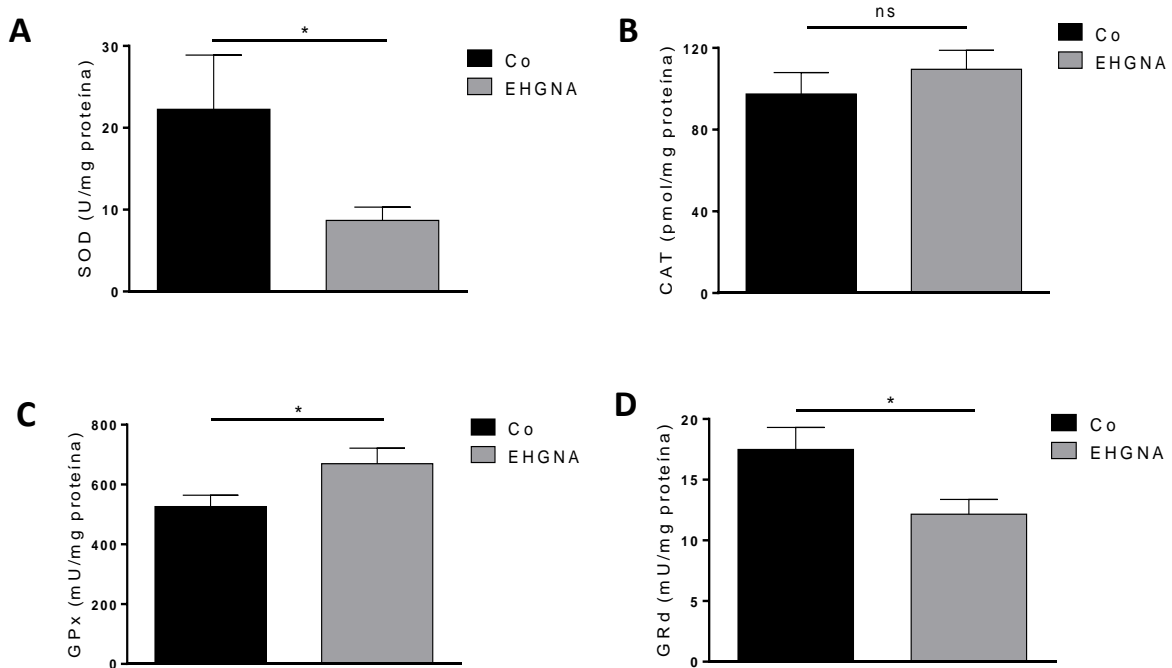 A
*
30
20
10
0
SOD (U/mg proteína)
Co
EHGNA
B
ns
120
80
40
0
CAT (pmol/mg proteína)
Co
EHGNA
C
*
800
600
400
200
0
GPx (mU/mg proteína)
Co
EHGNA
D
*
20
15
10
5
0
GRd (mU/mg proteína)
Co
EHGNA